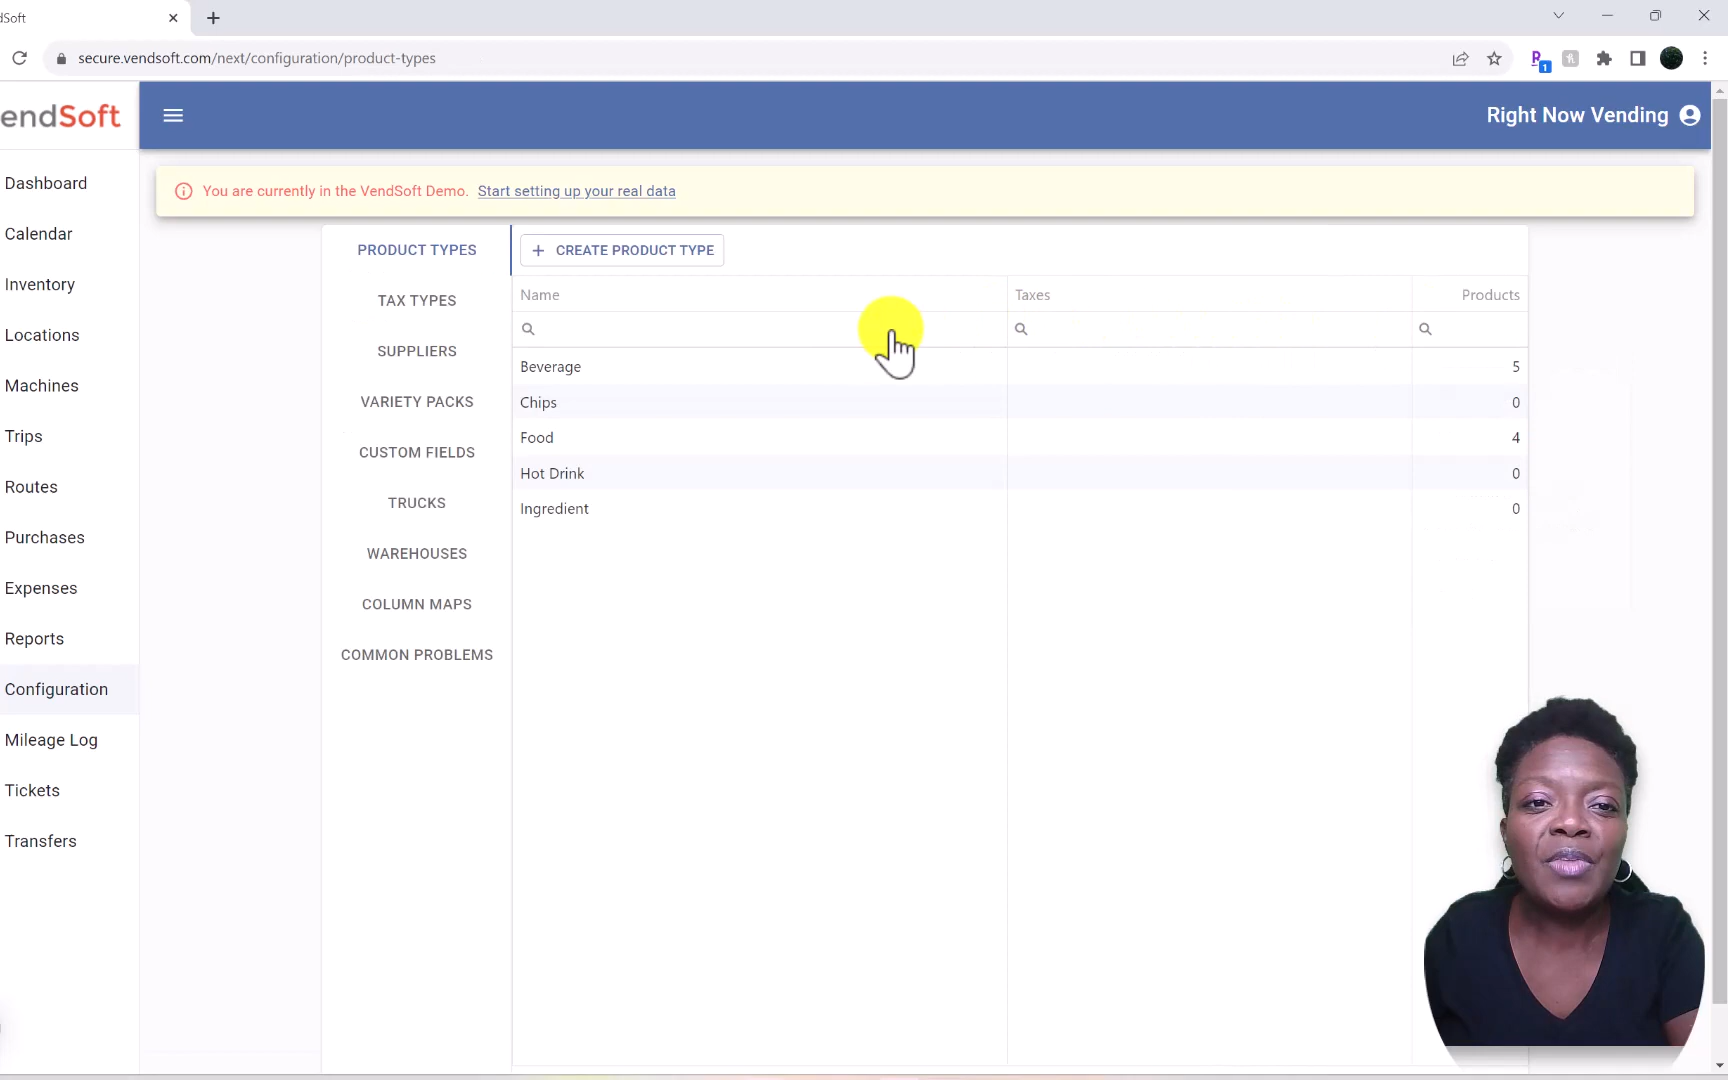 dSoft
secure.vendsoft.com/next/configuration/product-types
1
endSoft
Right Now Vending
You are currently in the VendSoft Demo. Start setting up your real data
Dashboard
Calendar
Inventory
Locations
Machines
Trips
Routes
Purchases
Expenses
Reports
Configuration
Mileage Log
Tickets
Transfers
PRODUCT TYPES
TAX TYPES
SUPPLIERS
VARIETY PACKS
CUSTOM FIELDS
TRUCKS
WAREHOUSES
COLUMN MAPS
COMMON PROBLEMS
+ CREATE PRODUCT TYPE
Name Taxes Products
Beverage 5
Chips 0
Food 4
Hot Drink 0
Ingredient 0